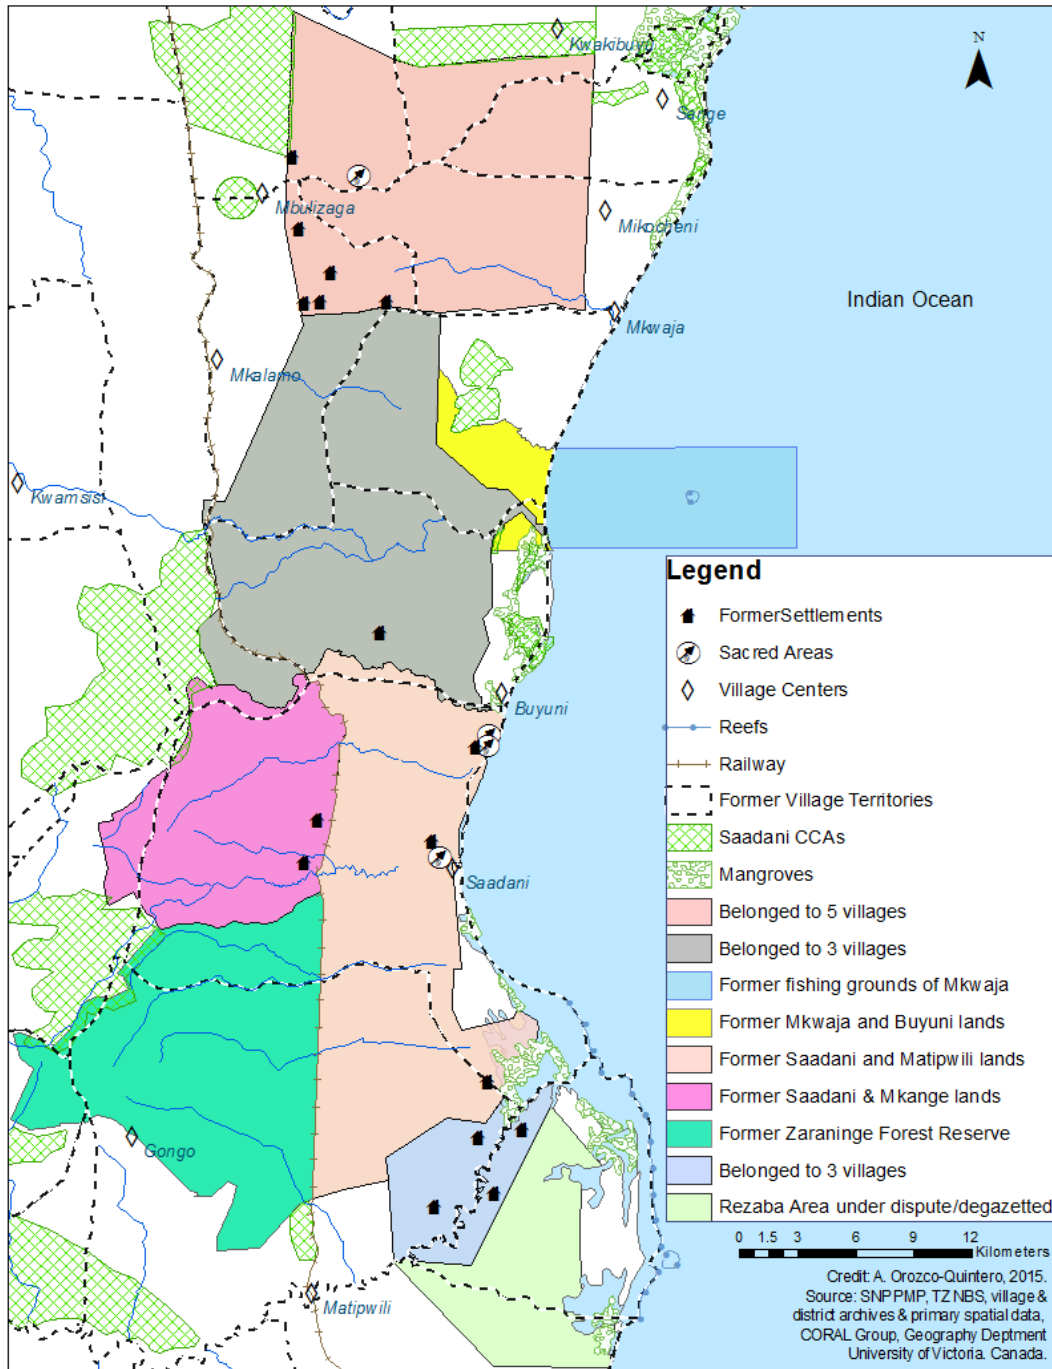 Kwakibuyu
N
Sange
Mbulizaga
Mikocheni
Indian Ocean
Mkwaja
Mkalamo
Kwamsisi
Buyuni
Saadani
Gongo
Matipwili
Legend
FormerSettlements
Sacred Areas
Village Centers
Reefs
Railway
Former Village Territories
Saadani CCAs
Mangroves
Belonged to 5 villages
Belonged to 3 villages
Former fishing grounds of Mkwaja
Former Mkwaja and Buyuni lands
Former Saadani and Matipwili lands
Former Saadani & Mkange lands
Former Zaraninge Forest Reserve
Belonged to 3 villages
Rezaba Area under dispute/degazetted
0 1.5 3 6 9 12
Kilometers
Credit: A. Orozco-Quintero, 2015.
Source: SNPPMP, TZNBS, village &
district archives & primary spatial data,
CORAL Group, Geography Deptment
University of Victoria. Canada.